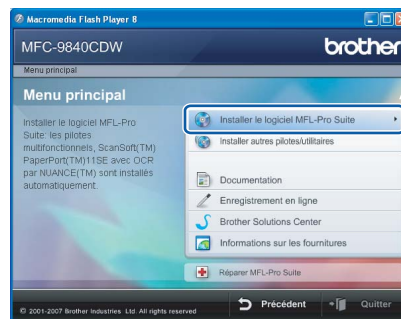 Macromedia Flash Player 8
MFC-9840CDW
brother
Menu principal
Menu principal
Installer le logiciel MFL-Pro
Suite: les pilotes
multifonctionnels, ScanSoft(TM)
PaperPort(TM)11SE avec OCR
par NUANCE(TM) sont installés
automatiquement.
Installer le logiciel MFL-Pro Suite
Installer autres pilotes/utilitaires
Documentation
Enregistrement en ligne
Brother Solutions Center
Informations sur les fournitures
Réparer MFL-Pro Suite
© 2001-2007 Brother Industries Ltd. All rights reserved
Précédent
Quitter